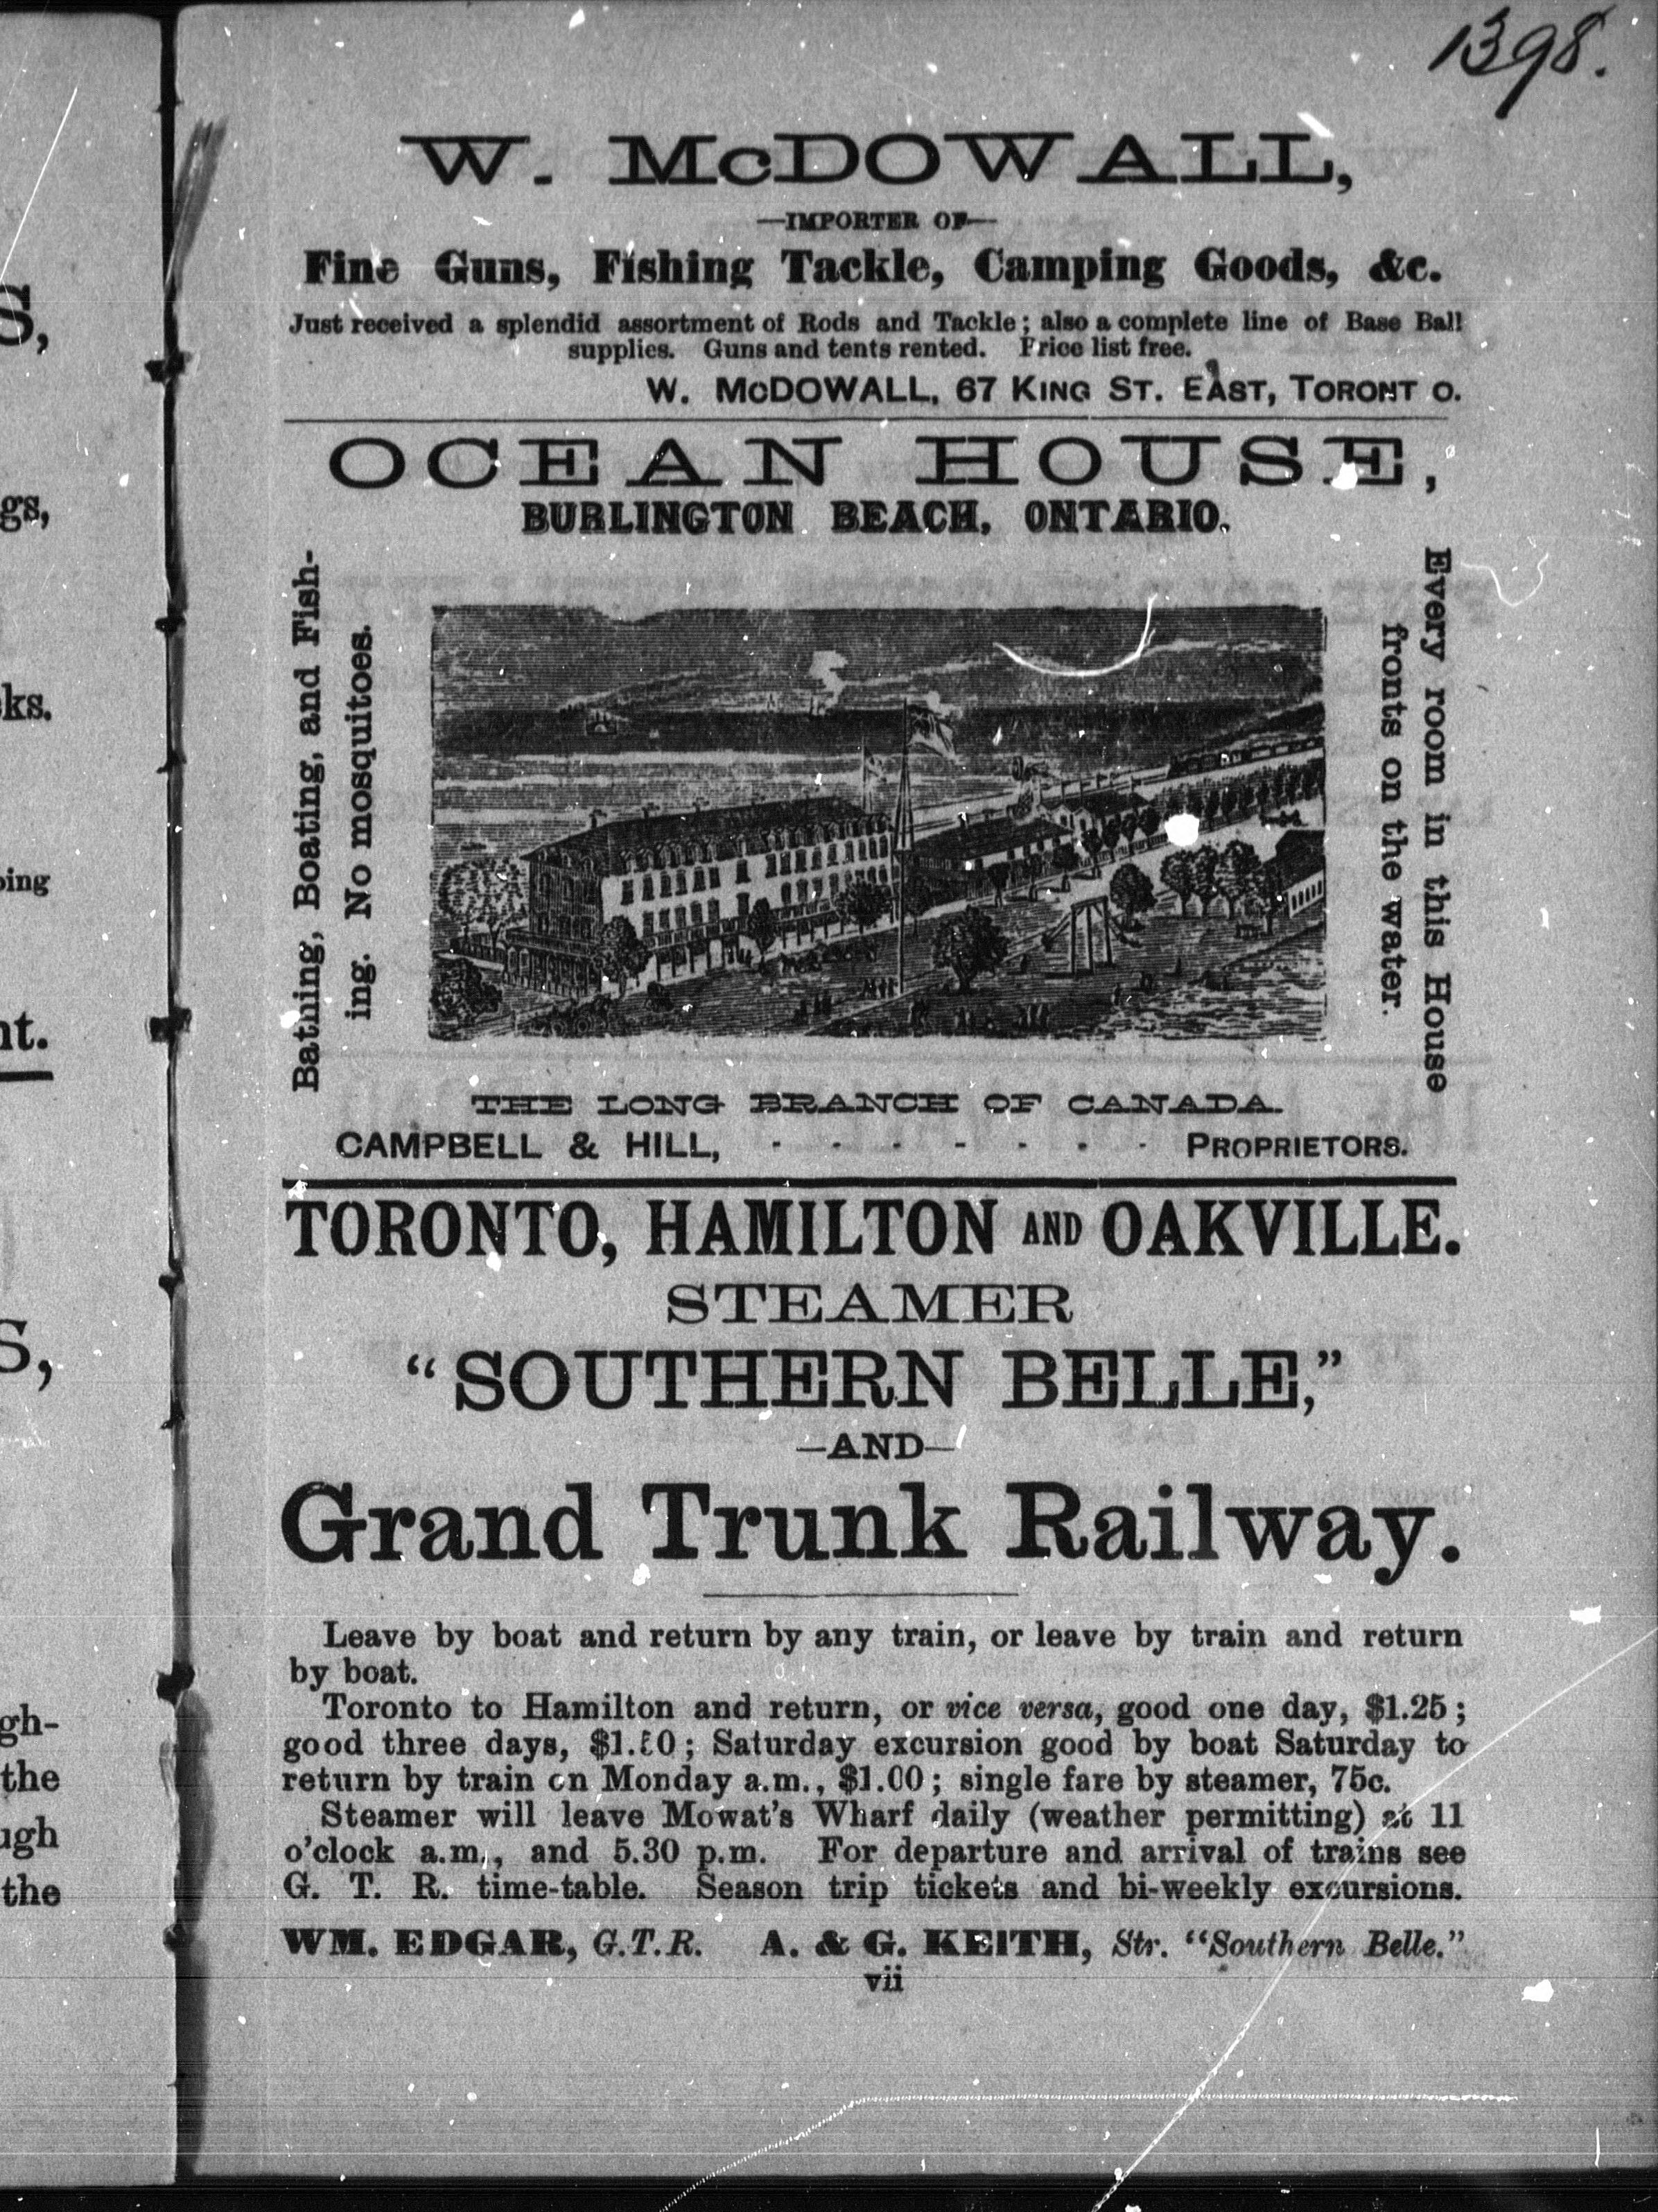 1398.
W. McDOWALL,
—IMPORTER OF—
Fine Guns, Fishing Tackle, Camping Goods, &c.
Just received a splendid assortment of Rods and Tackle; also a complete line of Base Ball
supplies. Guns and tents rented. Price list free.
W. McDOWALL, 67 KING ST. EAST, TORONTO.
OCEAN HOUSE,
BURLINGTON BEACH, ONTARIO.
Bathing, Boating, and Fish-
ing. No mosquitoes.
Every room in this House
fronts on the water.
THE LONG BRANCH OF CANADA.
CAMPBELL & HILL, - - - - - - - PROPRIETORS.
TORONTO, HAMILTON AND OAKVILLE.
STEAMER
"SOUTHERN BELLE,"
—AND—
Grand Trunk Railway.
Leave by boat and return by any train, or leave by train and return
by boat.
Toronto to Hamilton and return, or vice versa, good one day, $1.25;
good three days, $1.50; Saturday excursion good by boat Saturday to
return by train on Monday a.m., $1.00; single fare by steamer, 75c.
Steamer will leave Mowat's Wharf daily (weather permitting) at 11
o'clock a.m., and 5.30 p.m. For departure and arrival of trains see
G. T. R. time-table. Season trip tickets and bi-weekly excursions.
WM. EDGAR, G.T.R. A. & G. KEITH, Str. "Southern Belle."
vii
S,
gs,
ks.
ping
nt.
S,
gh-
the
ugh
the